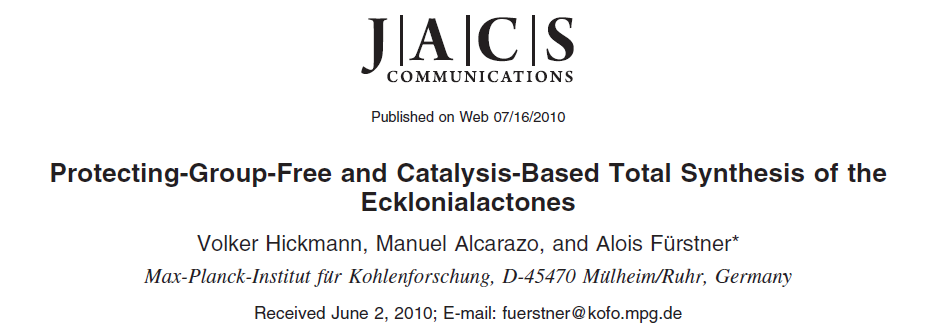 J|A|C|S
COMMUNICATIONS
Published on Web 07/16/2010
Protecting-Group-Free and Catalysis-Based Total Synthesis of the
Ecklonialactones
Volker Hickmann, Manuel Alcarazo, and Alois Fürstner*
Max-Planck-Institut für Kohlenforschung, D-45470 Mülheim/Ruhr, Germany
Received June 2, 2010; E-mail: fuerstner@kofo.mpg.de